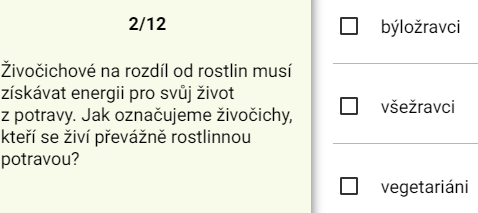 2/12
Živočichové na rozdíl od rostlin musí
získávat energii pro svůj život
z potravy. Jak označujeme živočichy,
kteří se živí převážně rostlinnou
potravou?
býložravci
všežravci
vegetariáni